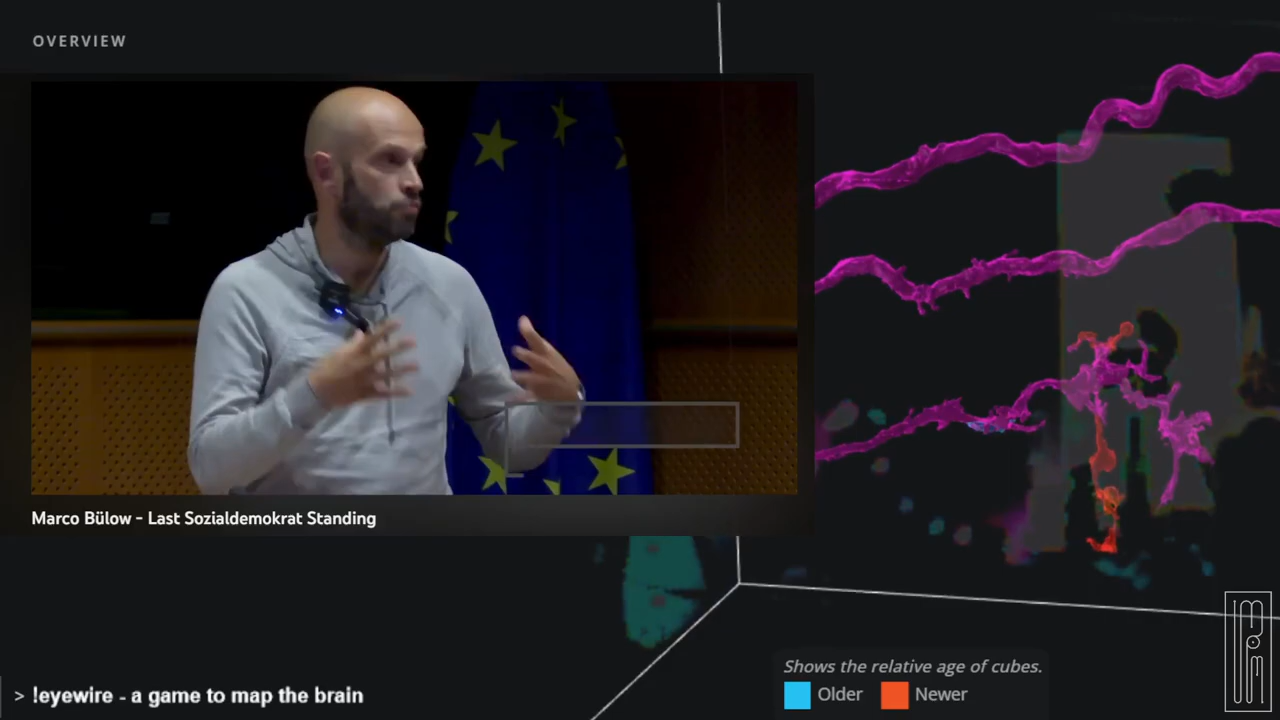 OVERVIEW
Marco Bülow - Last Sozialdemokrat Standing
Shows the relative age of cubes.
Older Newer
> !eyewire - a game to map the brain